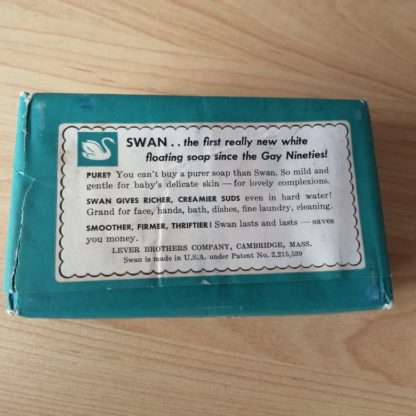 SWAN . . the first really new white
floating soap since the Gay Nineties!
PURE? You can't buy a purer soap than Swan. So mild and
gentle for baby's delicate skin — for lovely complexions.
SWAN GIVES RICHER, CREAMIER SUDS even in hard water!
Grand for face, hands, bath, dishes, fine laundry, cleaning.
SMOOTHER, FIRMER, THRIFTIER! Swan lasts and lasts — saves
you money.
LEVER BROTHERS COMPANY, CAMBRIDGE, MASS.
Swan is made in U.S.A. under Patent No. 2,215,539